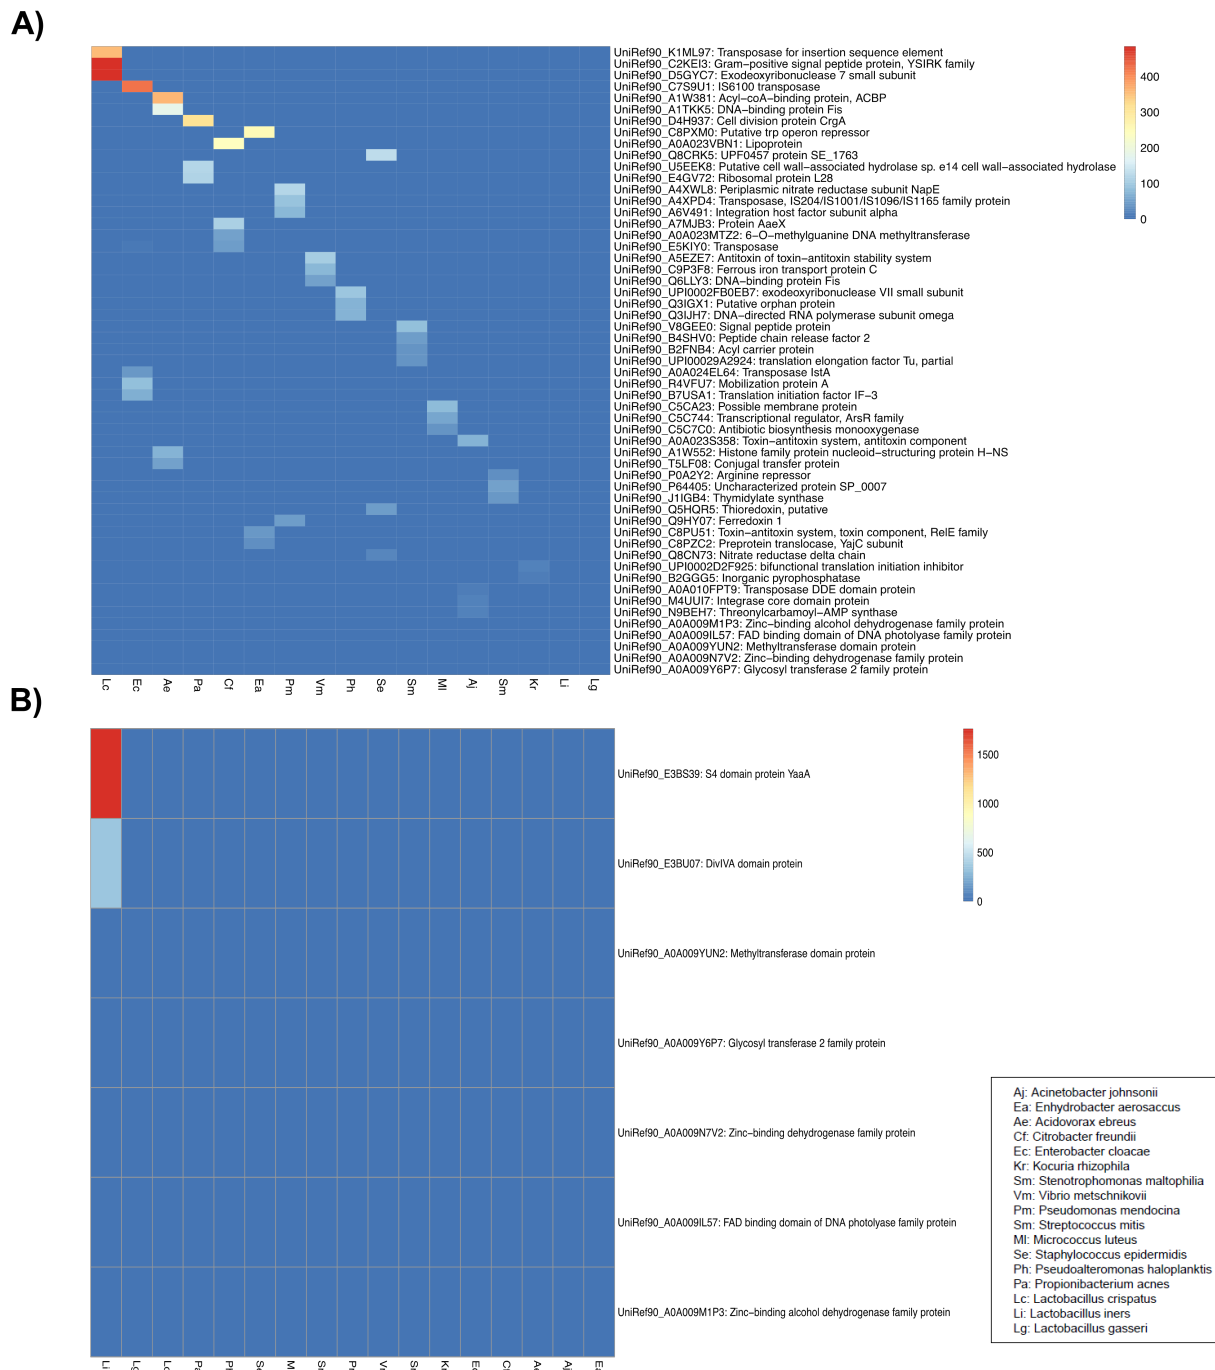 A)
UniRef90_K1ML97: Transposase for insertion sequence element
UniRef90_C2KEI3: Gram−positive signal peptide protein, YSIRK family
UniRef90_D5GYC7: Exodeoxyribonuclease 7 small subunit
UniRef90_C7S9U1: IS6100 transposase
UniRef90_A1W381: Acyl−coA−binding protein, ACBP
UniRef90_A1TKK5: DNA−binding protein Fis
UniRef90_D4H937: Cell division protein CrgA
UniRef90_C8PXM0: Putative trp operon repressor
UniRef90_A0A023VBN1: Lipoprotein
UniRef90_Q8CRK5: UPF0457 protein SE_1763
UniRef90_U5EEK8: Putative cell wall−associated hydrolase sp. e14 cell wall−associated hydrolase
UniRef90_E4GV72: Ribosomal protein L28
UniRef90_A4XWL8: Periplasmic nitrate reductase subunit NapE
UniRef90_A4XPD4: Transposase, IS204/IS1001/IS1096/IS1165 family protein
UniRef90_A6V491: Integration host factor subunit alpha
UniRef90_A7MJB3: Protein AaeX
UniRef90_A0A023MTZ2: 6−O−methylguanine DNA methyltransferase
UniRef90_E5KIY0: Transposase
UniRef90_A5EZE7: Antitoxin of toxin−antitoxin stability system
UniRef90_C9P3F8: Ferrous iron transport protein C
UniRef90_Q6LLY3: DNA−binding protein Fis
UniRef90_UPI0002FB0EB7: exodeoxyribonuclease VII small subunit
UniRef90_Q3IGX1: Putative orphan protein
UniRef90_Q3IJH7: DNA−directed RNA polymerase subunit omega
UniRef90_V8GEE0: Signal peptide protein
UniRef90_B4SHV0: Peptide chain release factor 2
UniRef90_B2FNB4: Acyl carrier protein
UniRef90_UPI00029A2924: translation elongation factor Tu, partial
UniRef90_A0A024EL64: Transposase IstA
UniRef90_R4VFU7: Mobilization protein A
UniRef90_B7USA1: Translation initiation factor IF−3
UniRef90_C5CA23: Possible membrane protein
UniRef90_C5C744: Transcriptional regulator, ArsR family
UniRef90_C5C7C0: Antibiotic biosynthesis monooxygenase
UniRef90_A0A023S358: Toxin−antitoxin system, antitoxin component
UniRef90_A1W552: Histone family protein nucleoid−structuring protein H−NS
UniRef90_T5LF08: Conjugal transfer protein
UniRef90_P0A2Y2: Arginine repressor
UniRef90_P64405: Uncharacterized protein SP_0007
UniRef90_J1IGB4: Thymidylate synthase
UniRef90_Q5HQR5: Thioredoxin, putative
UniRef90_Q9HY07: Ferredoxin 1
UniRef90_C8PU51: Toxin−antitoxin system, toxin component, RelE family
UniRef90_C8PZC2: Preprotein translocase, YajC subunit
UniRef90_Q8CN73: Nitrate reductase delta chain
UniRef90_UPI0002D2F925: bifunctional translation initiation inhibitor
UniRef90_B2GGG5: Inorganic pyrophosphatase
UniRef90_A0A010FPT9: Transposase DDE domain protein
UniRef90_M4UUI7: Integrase core domain protein
UniRef90_N9BEH7: Threonylcarbamoyl−AMP synthase
UniRef90_A0A009M1P3: Zinc−binding alcohol dehydrogenase family protein
UniRef90_A0A009IL57: FAD binding domain of DNA photolyase family protein
UniRef90_A0A009YUN2: Methyltransferase domain protein
UniRef90_A0A009N7V2: Zinc−binding dehydrogenase family protein
UniRef90_A0A009Y6P7: Glycosyl transferase 2 family protein
400
300
200
100
0
Lc Ec Ae Pa Cf Ea Pm Vm Ph Se Sm Ml Aj Sm Kr Li Lg
B)
UniRef90_E3BS39: S4 domain protein YaaA
UniRef90_E3BU07: DivIVA domain protein
UniRef90_A0A009YUN2: Methyltransferase domain protein
UniRef90_A0A009Y6P7: Glycosyl transferase 2 family protein
UniRef90_A0A009N7V2: Zinc−binding dehydrogenase family protein
UniRef90_A0A009IL57: FAD binding domain of DNA photolyase family protein
UniRef90_A0A009M1P3: Zinc−binding alcohol dehydrogenase family protein
1500
1000
500
0
Li
Aj: Acinetobacter johnsonii
Ea: Enhydrobacter aerosaccus
Ae: Acidovorax ebreus
Cf: Citrobacter freundii
Ec: Enterobacter cloacae
Kr: Kocuria rhizophila
Sm: Stenotrophomonas maltophilia
Vm: Vibrio metschnikovii
Pm: Pseudomonas mendocina
Sm: Streptococcus mitis
Ml: Micrococcus luteus
Se: Staphylococcus epidermidis
Ph: Pseudoalteromonas haloplanktis
Pa: Propionibacterium acnes
Lc: Lactobacillus crispatus
Li: Lactobacillus iners
Lg: Lactobacillus gasseri